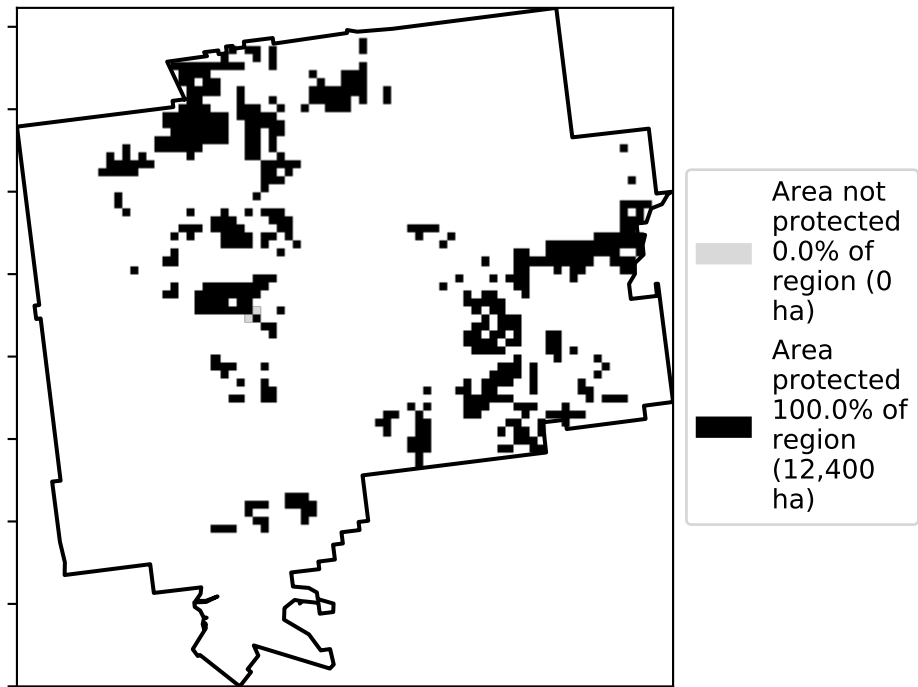 Area not
protected
0.0% of
region (0
ha)
Area
protected
100.0% of
region
(12,400
ha)